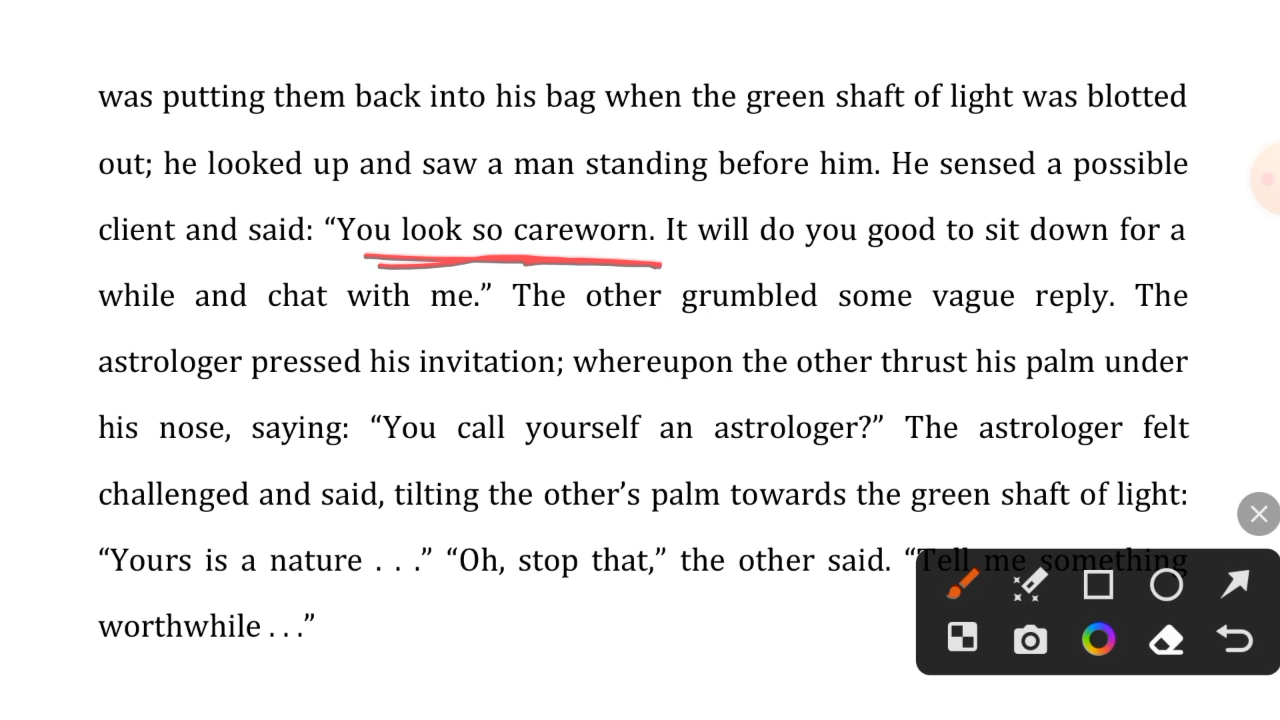 was putting them back into his bag when the green shaft of light was blotted
out; he looked up and saw a man standing before him. He sensed a possible
client and said: “You look so careworn. It will do you good to sit down for a
while and chat with me.” The other grumbled some vague reply. The
astrologer pressed his invitation; whereupon the other thrust his palm under
his nose, saying: “You call yourself an astrologer?” The astrologer felt
challenged and said, tilting the other’s palm towards the green shaft of light:
“Yours is a nature . . .” “Oh, stop that,” the other said. “Tell me something
worthwhile . . .”